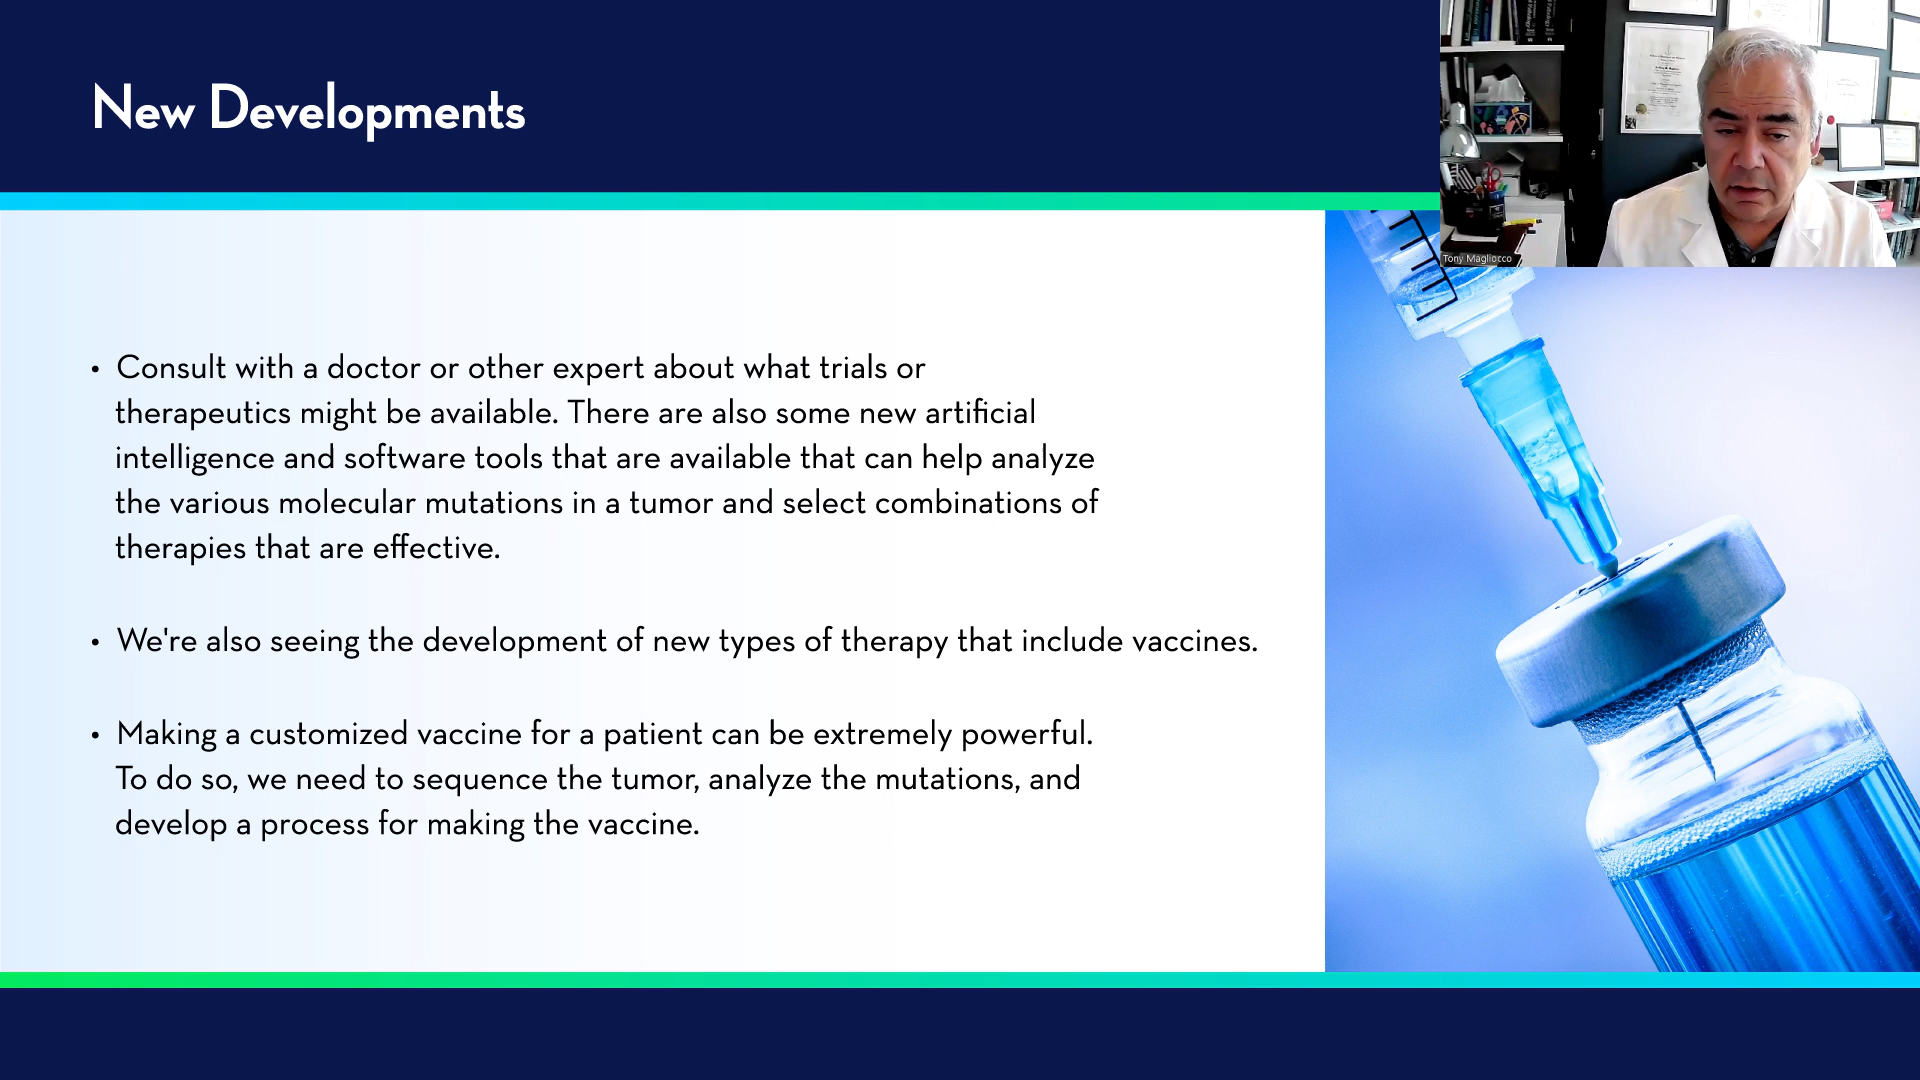 New Developments
Tony Magliocco
• Consult with a doctor or other expert about what trials or
therapeutics might be available. There are also some new artificial
intelligence and software tools that are available that can help analyze
the various molecular mutations in a tumor and select combinations of
therapies that are effective.
• We're also seeing the development of new types of therapy that include vaccines.
• Making a customized vaccine for a patient can be extremely powerful.
To do so, we need to sequence the tumor, analyze the mutations, and
develop a process for making the vaccine.